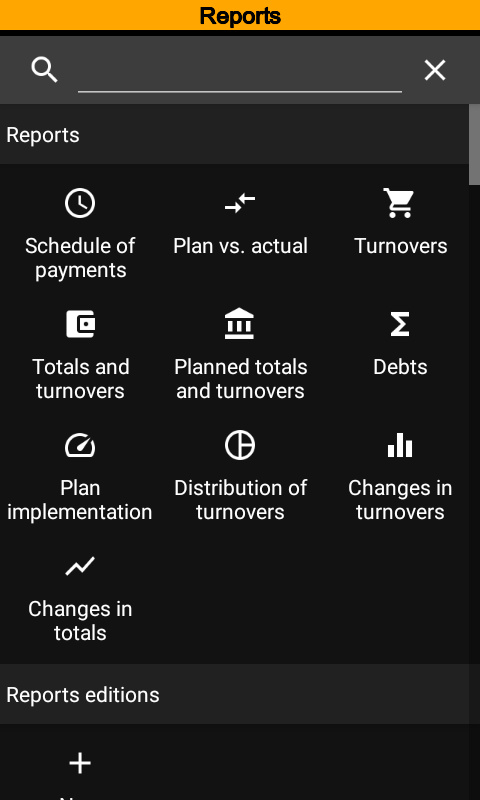 Reports
Reports
Schedule of
payments
Plan vs. actual
Turnovers
Totals and
turnovers
Planned totals
and turnovers
Debts
Plan
implementation
Distribution of
turnovers
Changes in
turnovers
Changes in
totals
Reports editions